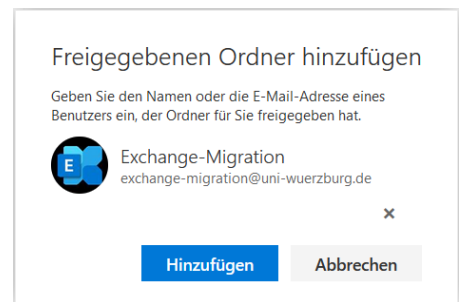 Freigegebenen Ordner hinzufügen
Geben Sie den Namen oder die E-Mail-Adresse eines
Benutzers ein, der Ordner für Sie freigegeben hat.
E
Exchange-Migration
exchange-migration@uni-wuerzburg.de
×
Hinzufügen
Abbrechen